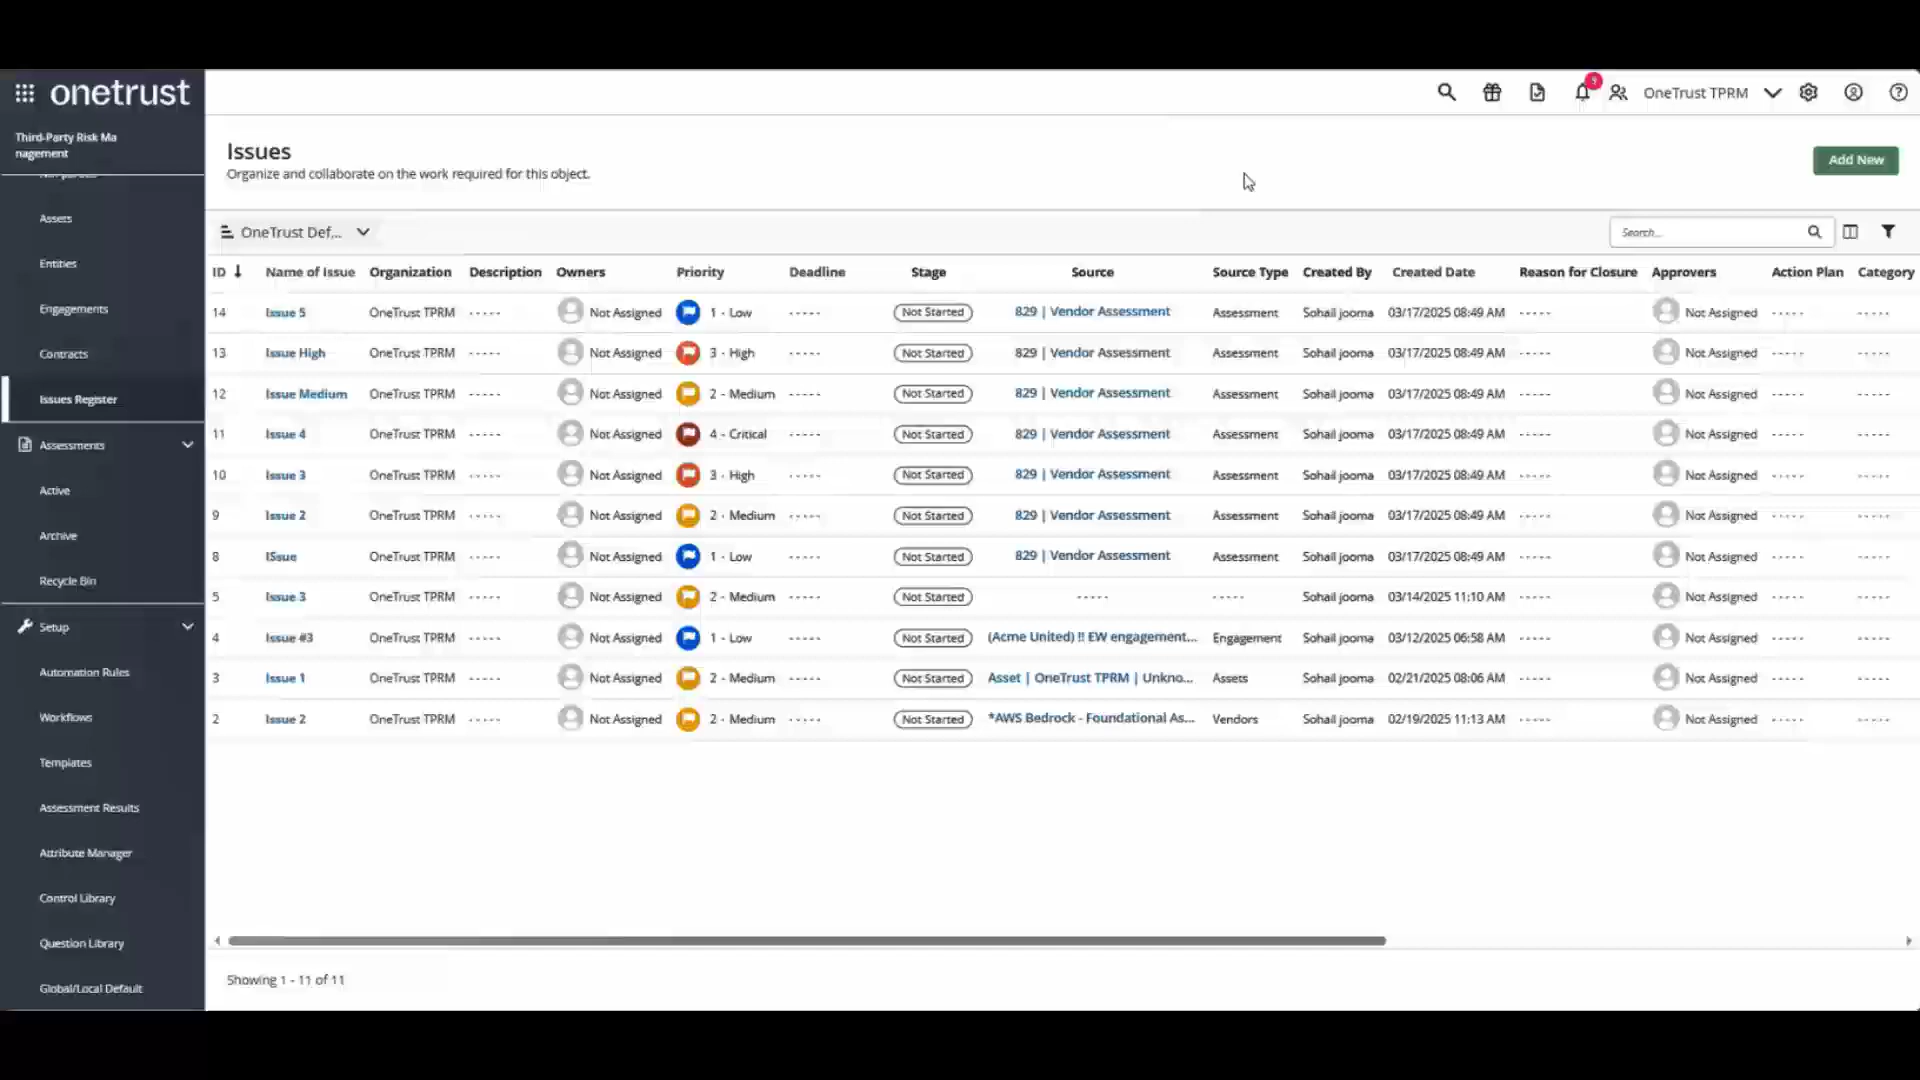 onetrust
OneTrust TPRM
Third-Party Risk Ma
nagement
Assets
Entities
Engagements
Contracts
Issues Register
Assessments
Active
Archive
Recycle Bin
Setup
Automation Rules
Workflows
Templates
Assessment Results
Attribute Manager
Control Library
Question Library
Global/Local Default
Issues
Organize and collaborate on the work required for this object.
Add New
OneTrust Def...
Search...
ID Name of Issue Organization Description Owners Priority Deadline Stage Source Source Type Created By Created Date Reason for Closure Approvers Action Plan Category
14 Issue 5 OneTrust TPRM ----- Not Assigned 1 - Low ----- Not Started 829 | Vendor Assessment Assessment Sohail jooma 03/17/2025 08:49 AM ----- Not Assigned ----- -----
13 Issue High OneTrust TPRM ----- Not Assigned 3 - High ----- Not Started 829 | Vendor Assessment Assessment Sohail jooma 03/17/2025 08:49 AM ----- Not Assigned ----- -----
12 Issue Medium OneTrust TPRM ----- Not Assigned 2 - Medium ----- Not Started 829 | Vendor Assessment Assessment Sohail jooma 03/17/2025 08:49 AM ----- Not Assigned ----- -----
11 Issue 4 OneTrust TPRM ----- Not Assigned 4 - Critical ----- Not Started 829 | Vendor Assessment Assessment Sohail jooma 03/17/2025 08:49 AM ----- Not Assigned ----- -----
10 Issue 3 OneTrust TPRM ----- Not Assigned 3 - High ----- Not Started 829 | Vendor Assessment Assessment Sohail jooma 03/17/2025 08:49 AM ----- Not Assigned ----- -----
9 Issue 2 OneTrust TPRM ----- Not Assigned 2 - Medium ----- Not Started 829 | Vendor Assessment Assessment Sohail jooma 03/17/2025 08:49 AM ----- Not Assigned ----- -----
8 ISsue OneTrust TPRM ----- Not Assigned 1 - Low ----- Not Started 829 | Vendor Assessment Assessment Sohail jooma 03/17/2025 08:49 AM ----- Not Assigned ----- -----
5 Issue 3 OneTrust TPRM ----- Not Assigned 2 - Medium ----- Not Started ----- ----- Sohail jooma 03/14/2025 11:10 AM ----- Not Assigned ----- -----
4 Issue #3 OneTrust TPRM ----- Not Assigned 1 - Low ----- Not Started (Acme United) !! EW engagement... Engagement Sohail jooma 03/12/2025 06:58 AM ----- Not Assigned ----- -----
3 Issue 1 OneTrust TPRM ----- Not Assigned 2 - Medium ----- Not Started Asset | OneTrust TPRM | Unkno... Assets Sohail jooma 02/21/2025 08:06 AM ----- Not Assigned ----- -----
2 Issue 2 OneTrust TPRM ----- Not Assigned 2 - Medium ----- Not Started *AWS Bedrock - Foundational As... Vendors Sohail jooma 02/19/2025 11:13 AM ----- Not Assigned ----- -----
Showing 1 - 11 of 11